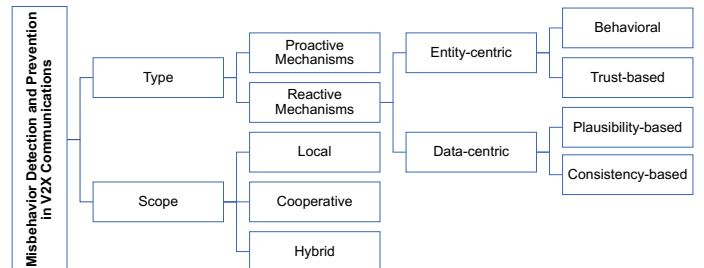 Misbehavior Detection and Prevention
in V2X Communications
Type
Scope
Proactive
Mechanisms
Reactive
Mechanisms
Local
Cooperative
Hybrid
Entity-centric
Data-centric
Behavioral
Trust-based
Plausibility-based
Consistency-based